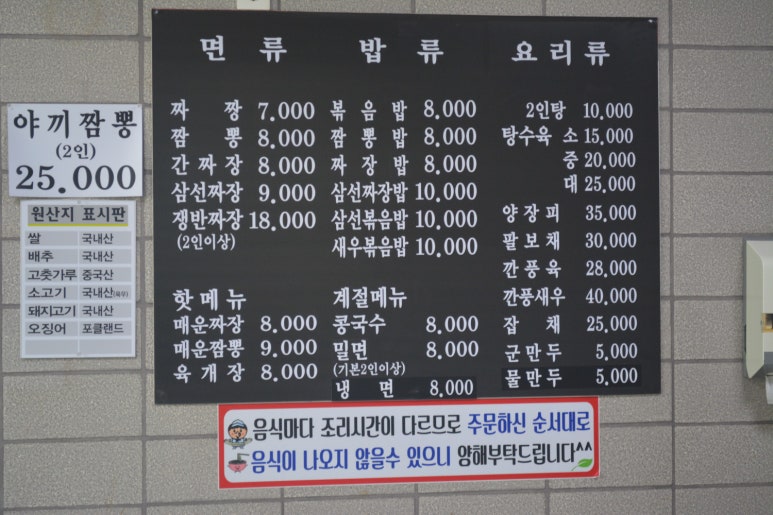 야끼짬뽕
(2인)
25.000
원산지 표시판
쌀 국내산
배추 국내산
고춧가루 중국산
소고기 국내산(육우)
돼지고기 국내산
오징어 포클랜드
면 류
짜 장 7.000
짬 뽕 8.000
간짜장 8.000
삼선짜장 9.000
쟁반짜장 18.000
(2인이상)
핫메뉴
매운짜장 8.000
매운짬뽕 9.000
육개장 8.000
밥 류
볶음밥 8.000
짬뽕밥 8.000
짜장밥 8.000
삼선짜장밥 10.000
삼선볶음밥 10.000
새우볶음밥 10.000
계절메뉴
콩국수 8.000
밀면 8.000
(기본2인이상)
냉 면 8.000
요리류
2인탕 10.000
탕수육 소 15.000
중 20.000
대 25.000
양장피 35.000
팔보채 30.000
깐풍육 28.000
깐풍새우 40.000
잡 채 25.000
군만두 5.000
물만두 5.000
음식마다 조리시간이 다르므로 주문하신 순서대로
음식이 나오지 않을수 있으니 양해부탁드립니다^^